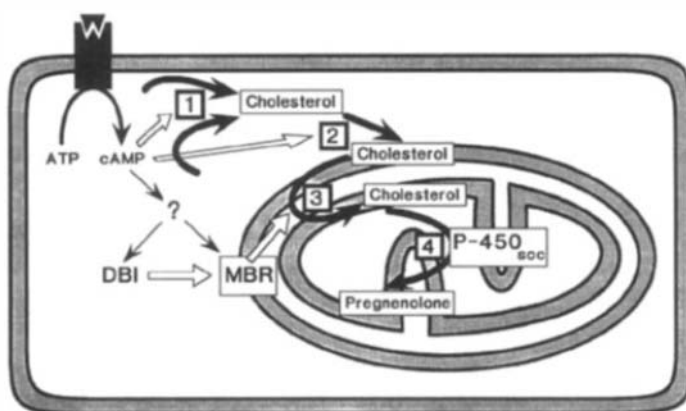 W
1
Cholesterol
2
ATP
cAMP
Cholesterol
3
Cholesterol
?
4
P-450scc
DBI
MBR
Pregnenolone